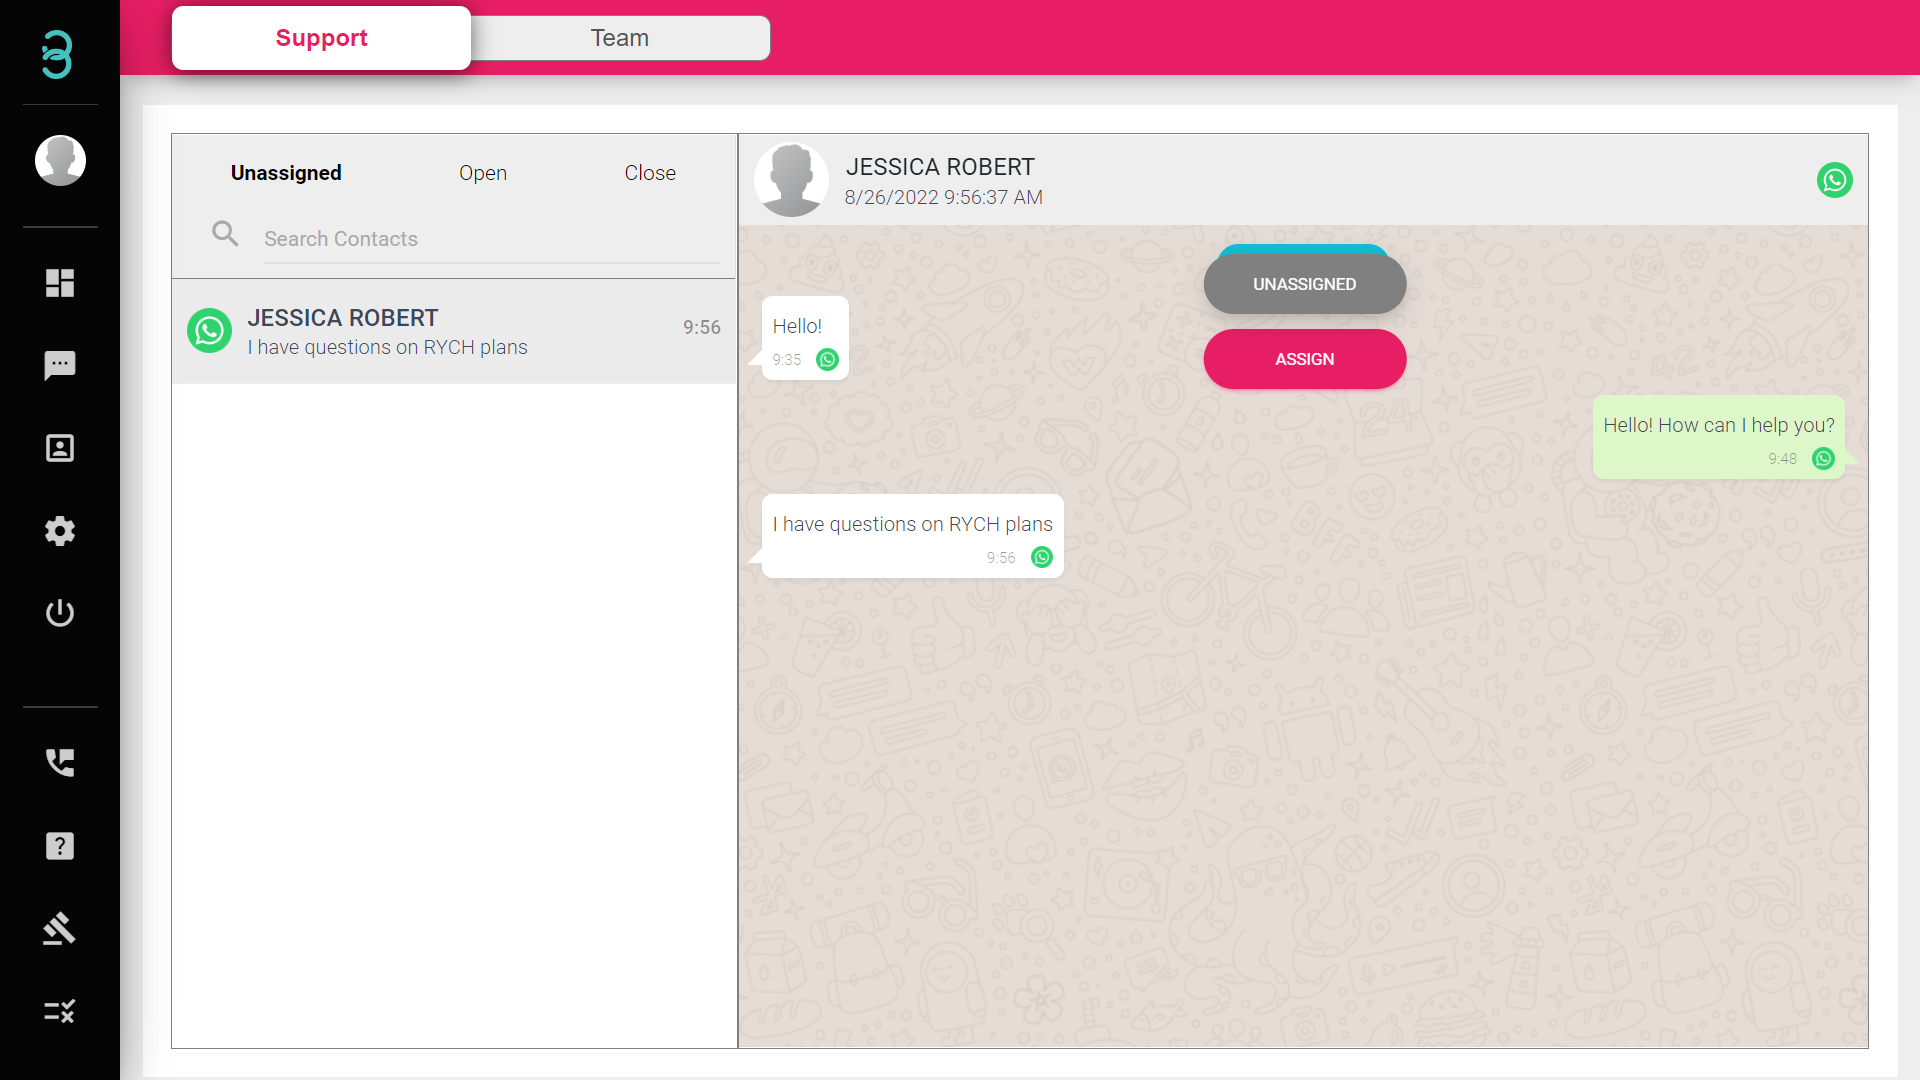 Support
Team
Unassigned
Open
Close
Search Contacts
JESSICA ROBERT
9:56
I have questions on RYCH plans
JESSICA ROBERT
8/26/2022 9:56:37 AM
UNASSIGNED
Hello!
9:35
ASSIGN
Hello! How can I help you?
9:48
I have questions on RYCH plans
9:56